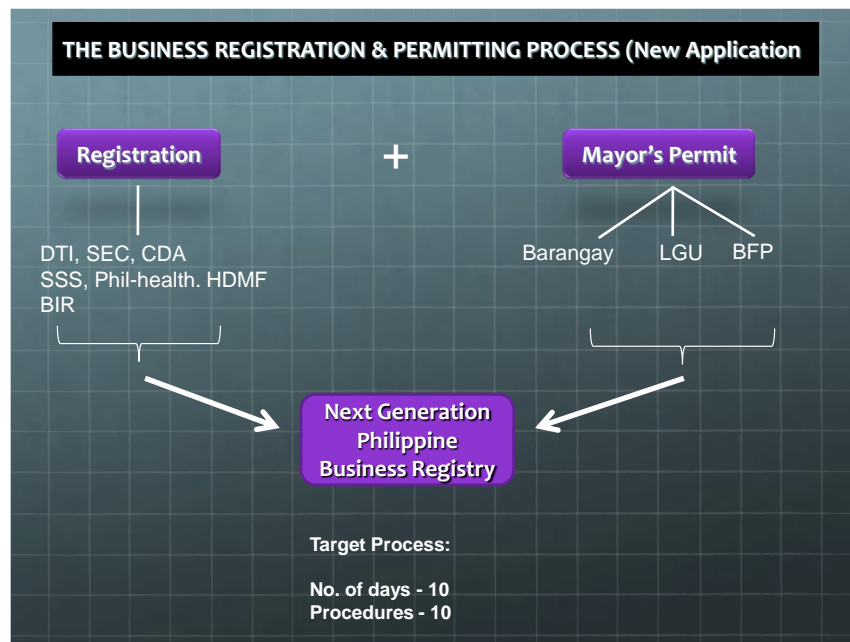 THE BUSINESS REGISTRATION & PERMITTING PROCESS (New Application
Registration
+
Mayor's Permit
DTI, SEC, CDA
SSS, Phil-health. HDMF
BIR
Barangay
LGU
BFP
Next Generation
Philippine
Business Registry
Target Process:
No. of days - 10
Procedures - 10